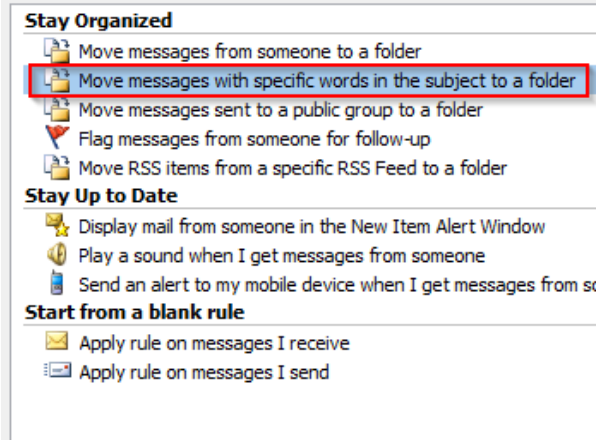 Stay Organized
Move messages from someone to a folder
Move messages with specific words in the subject to a folder
Move messages sent to a public group to a folder
Flag messages from someone for follow-up
Move RSS items from a specific RSS Feed to a folder
Stay Up to Date
Display mail from someone in the New Item Alert Window
Play a sound when I get messages from someone
Send an alert to my mobile device when I get messages from
Start from a blank rule
Apply rule on messages I receive
Apply rule on messages I send